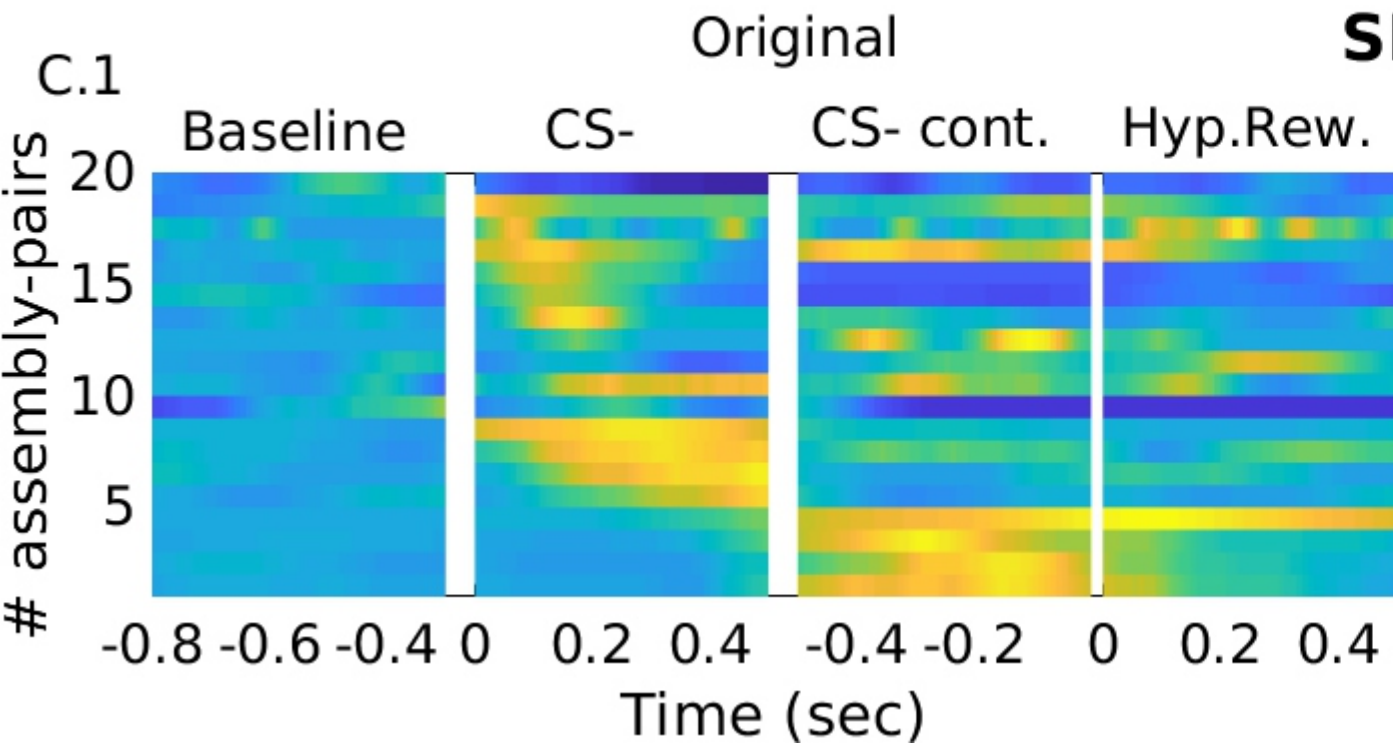 Original
C.1
Baseline CS- CS- cont. Hyp.Rew.
# assembly-pairs
20
15
10
5
-0.8 -0.6 -0.4 0 0.2 0.4 -0.4 -0.2 0 0.2 0.4
Time (sec)